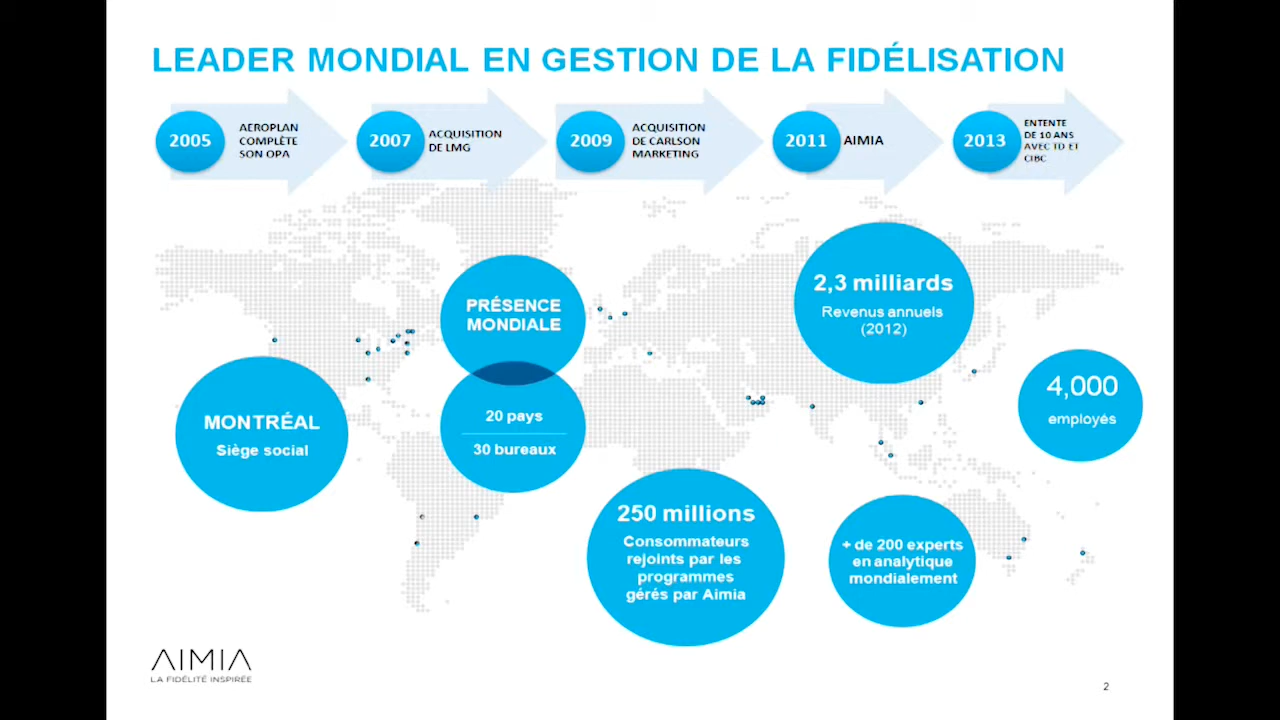 LEADER MONDIAL EN GESTION DE LA FIDÉLISATION
2005
AEROPLAN
COMPLÈTE
SON OPA
2007
ACQUISITION
DE LMG
2009
ACQUISITION
DE CARLSON
MARKETING
2011
AIMIA
2013
ENTENTE
DE 10 ANS
AVEC TD ET
CIBC
PRÉSENCE
MONDIALE
20 pays
30 bureaux
MONTRÉAL
Siège social
2,3 milliards
Revenus annuels
(2012)
4,000
employés
250 millions
Consommateurs
rejoints par les
programmes
gérés par Aimia
+ de 200 experts
en analytique
mondialement
AIMIA
LA FIDÉLITÉ INSPIRÉE
2